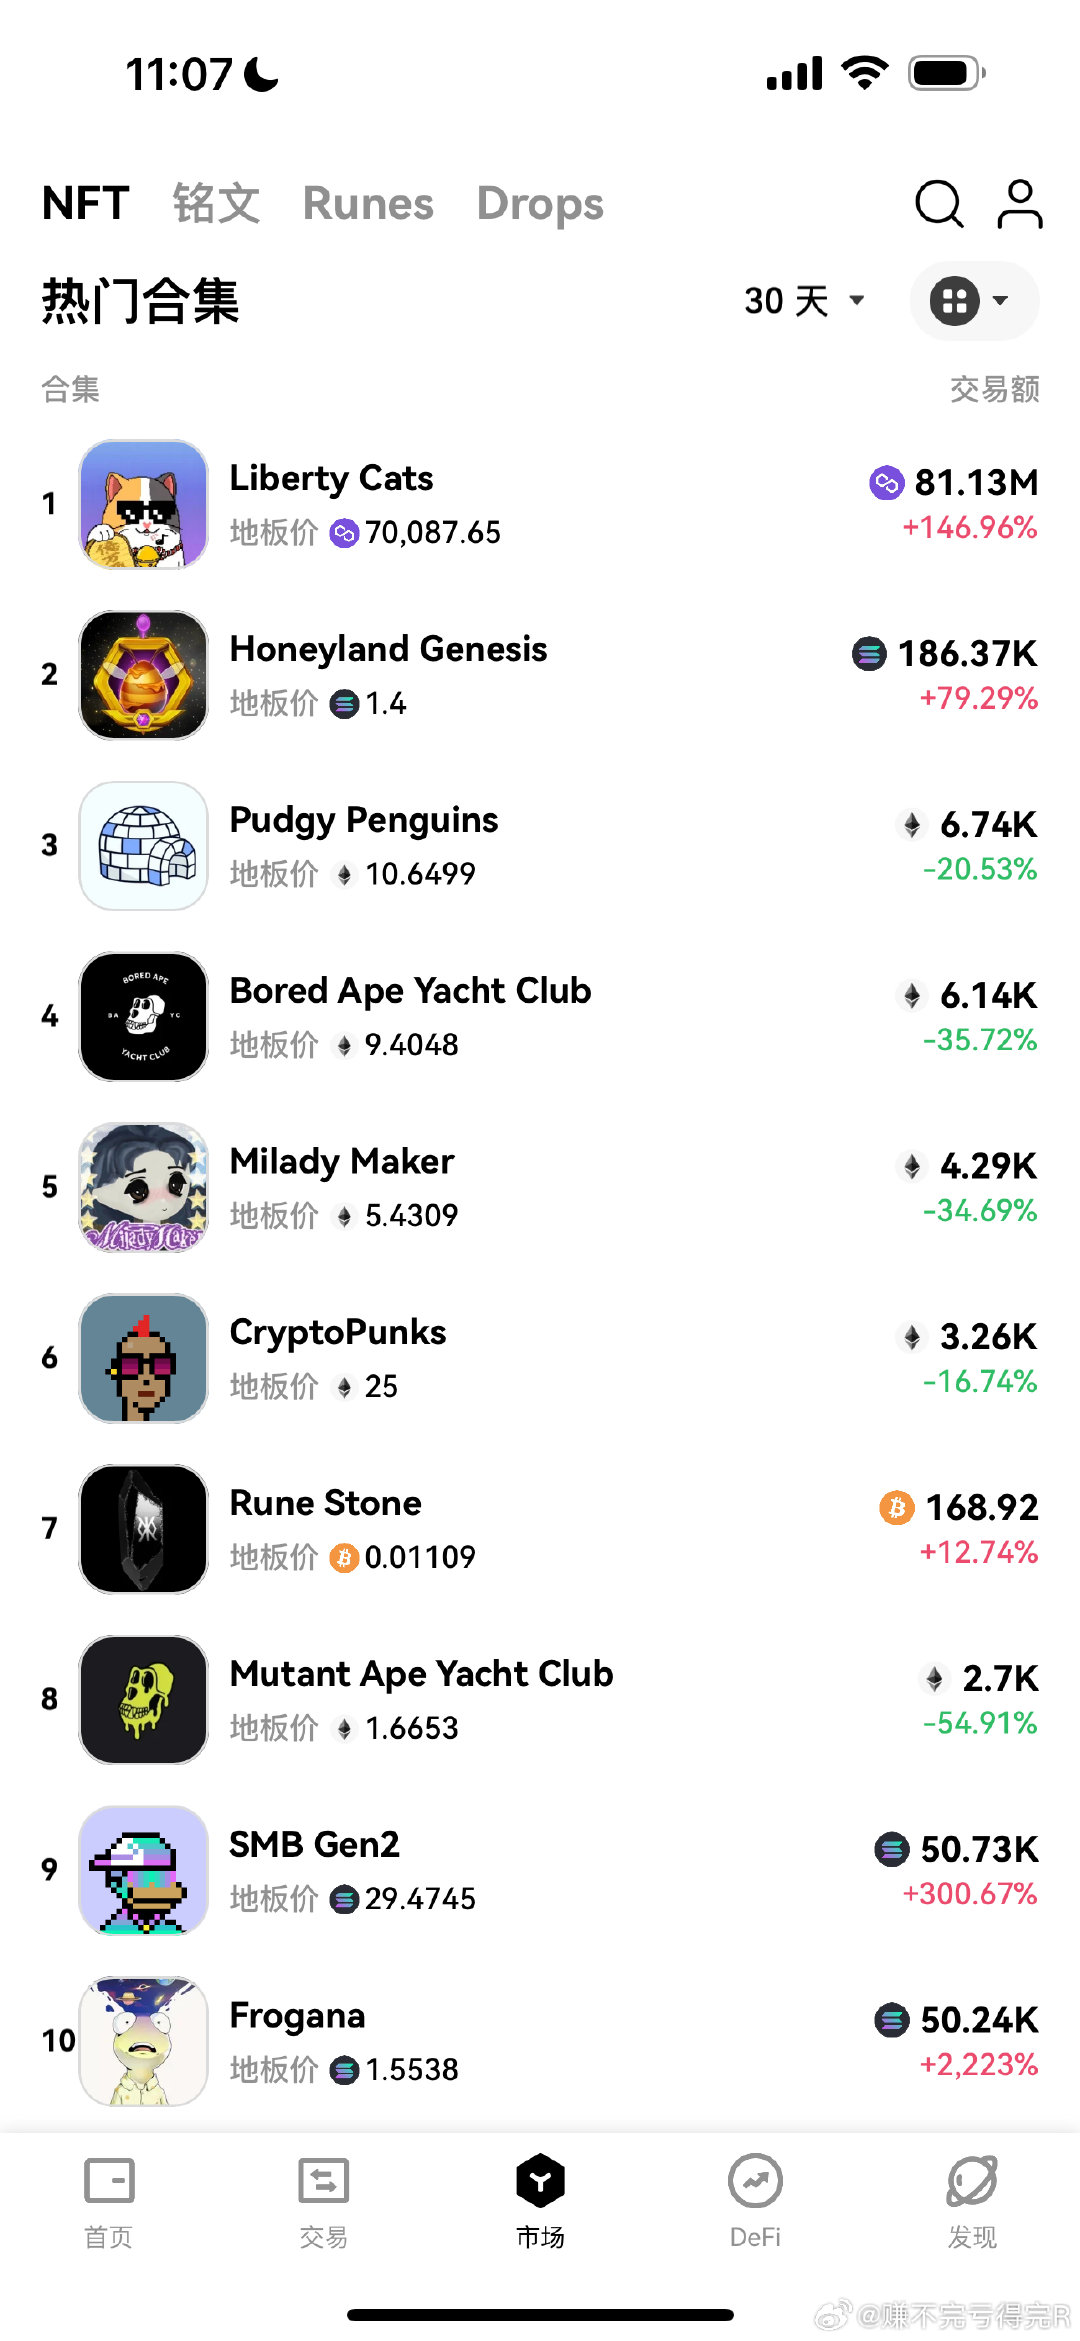 11:07
NFT 铭文 Runes Drops
热门合集 30 天
合集 交易额
1 Liberty Cats 81.13M
地板价 70,087.65 +146.96%
2 Honeyland Genesis 186.37K
地板价 1.4 +79.29%
3 Pudgy Penguins 6.74K
地板价 10.6499 -20.53%
BORED APE
BA YC
YACHT CLUB
4 Bored Ape Yacht Club 6.14K
地板价 9.4048 -35.72%
Milady Maker
5 Milady Maker 4.29K
地板价 5.4309 -34.69%
6 CryptoPunks 3.26K
地板价 25 -16.74%
7 Rune Stone 168.92
地板价 0.01109 +12.74%
8 Mutant Ape Yacht Club 2.7K
地板价 1.6653 -54.91%
9 SMB Gen2 50.73K
地板价 29.4745 +300.67%
10 Frogana 50.24K
地板价 1.5538 +2,223%
首页 交易 市场 DeFi 发现
@赚不完亏得完R